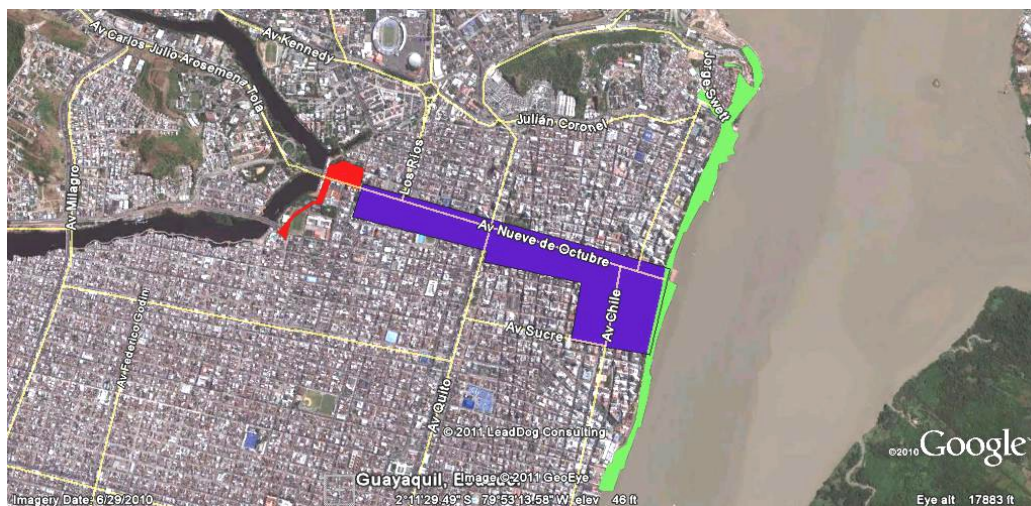 Av Carlos Julio Arosemena Tola
Av Kennedy
Jorge Swett
Julián Coronel
Los Ríos
Av Milagro
Av Nueve de Octubre
Av Chile
Av Sucre
Av Federico Godin
Av Quito
© 2011 LeadDog Consulting
©2010 Google
Guayaquil, Ecuador
Image © 2011 GeoEye
Imagery Date: 6/29/2010 2°11'29.49" S 79°53'13.58" W elev 46 ft Eye alt 17883 ft